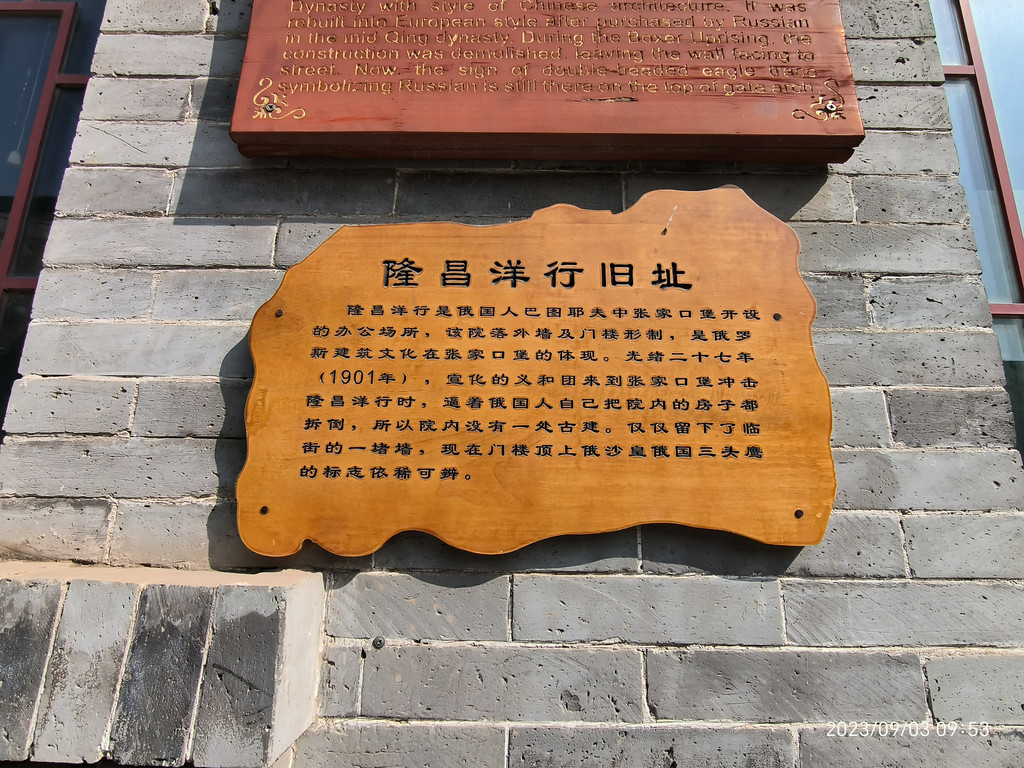 Dynasty with style of Chinese architecture. It was
rebuilt into European style after purchased by Russian
in the mid Qing dynasty. During the Boxer Uprising, the
construction was demolished, leaving the wall facing to
street. Now, the sign of double-headed eagle
symbolizing Russian is still there on the top of gate arch
隆昌洋行旧址
隆昌洋行是俄国人巴图耶夫中张家口堡开设
的办公场所，该院落外墙及门楼形制，是俄罗
斯建筑文化在张家口堡的体现。光绪二十七年
（1901年），宣化的义和团来到张家口堡冲击
隆昌洋行时，逼着俄国人自己把院内的房子都
拆倒，所以院内没有一处古建。仅仅留下了临
街的一堵墙，现在门楼顶上俄沙皇俄国三头鹰
的标志依稀可辨。
2023/09/03 09:53